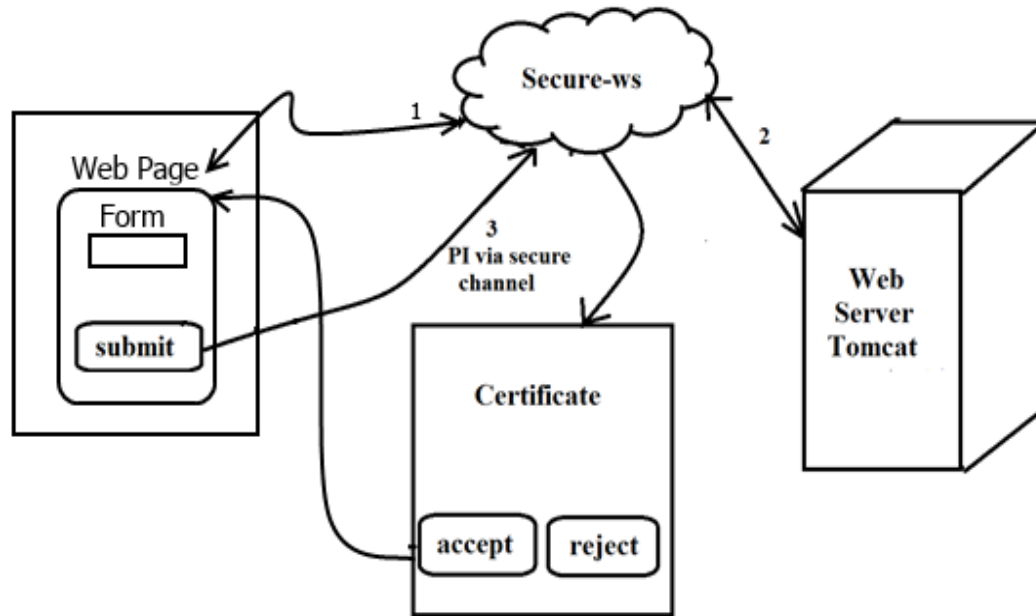 Secure-ws
1
2
Web Page
Form
3
PI via secure
channel
submit
Web
Server
Tomcat
Certificate
accept
reject